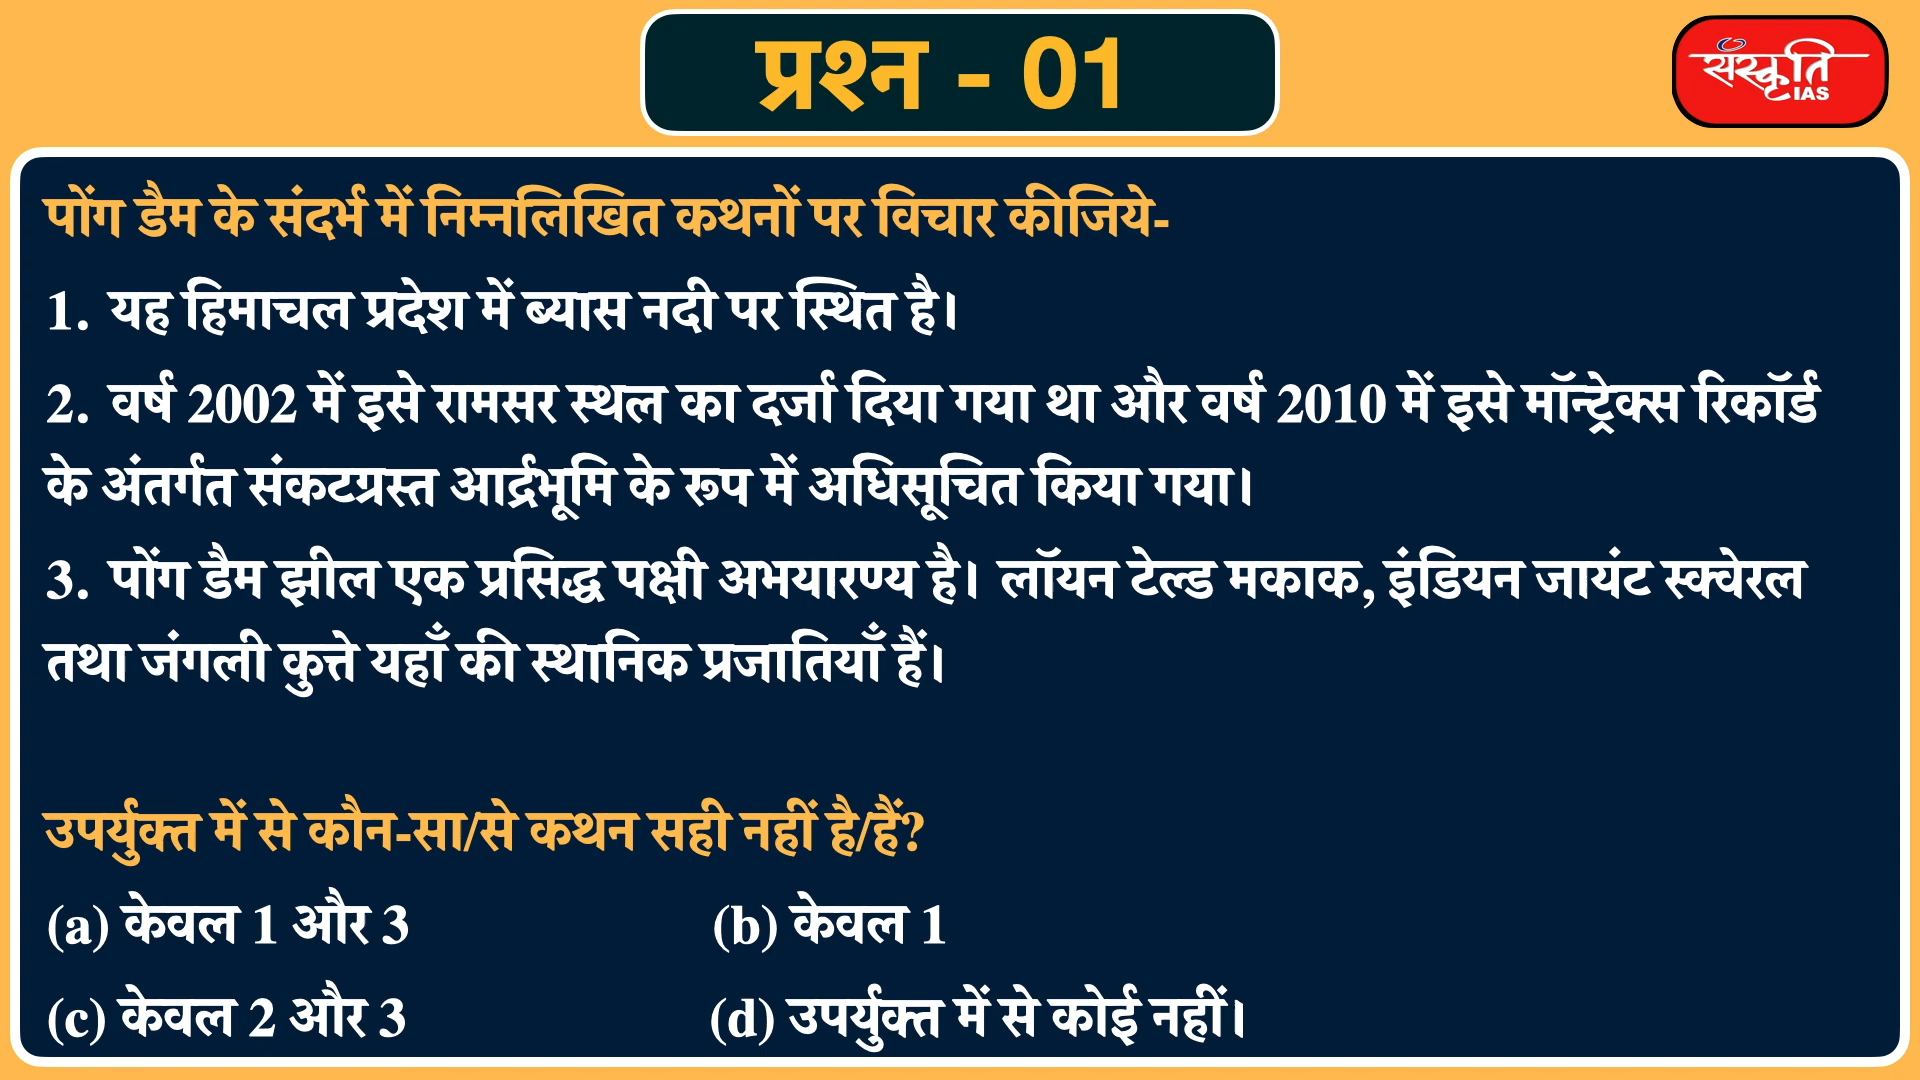 प्रश्न - 01
संस्कृति
IAS
पोंग डैम के संदर्भ में निम्नलिखित कथनों पर विचार कीजिये-
1. यह हिमाचल प्रदेश में ब्यास नदी पर स्थित है।
2. वर्ष 2002 में इसे रामसर स्थल का दर्जा दिया गया था और वर्ष 2010 में इसे मॉन्ट्रेक्स रिकॉर्ड
के अंतर्गत संकटग्रस्त आर्द्रभूमि के रूप में अधिसूचित किया गया।
3. पोंग डैम झील एक प्रसिद्ध पक्षी अभयारण्य है। लॉयन टेल्ड मकाक, इंडियन जायंट स्क्वेरल
तथा जंगली कुत्ते यहाँ की स्थानिक प्रजातियाँ हैं।
उपर्युक्त में से कौन-सा/से कथन सही नहीं है/हैं?
(a) केवल 1 और 3 (b) केवल 1
(c) केवल 2 और 3 (d) उपर्युक्त में से कोई नहीं।